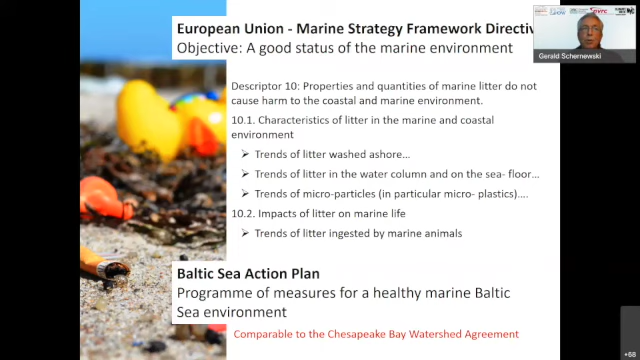 European Union - Marine Strategy Framework Directiv
Objective: A good status of the marine environment
Gerald Schernewski
Descriptor 10: Properties and quantities of marine litter do not
cause harm to the coastal and marine environment.
10.1. Characteristics of litter in the marine and coastal
environment
Trends of litter washed ashore…
Trends of litter in the water column and on the sea- floor…
Trends of micro-particles (in particular micro- plastics)….
10.2. Impacts of litter on marine life
Trends of litter ingested by marine animals
Baltic Sea Action Plan
Programme of measures for a healthy marine Baltic
Sea environment
Comparable to the Chesapeake Bay Watershed Agreement
+68